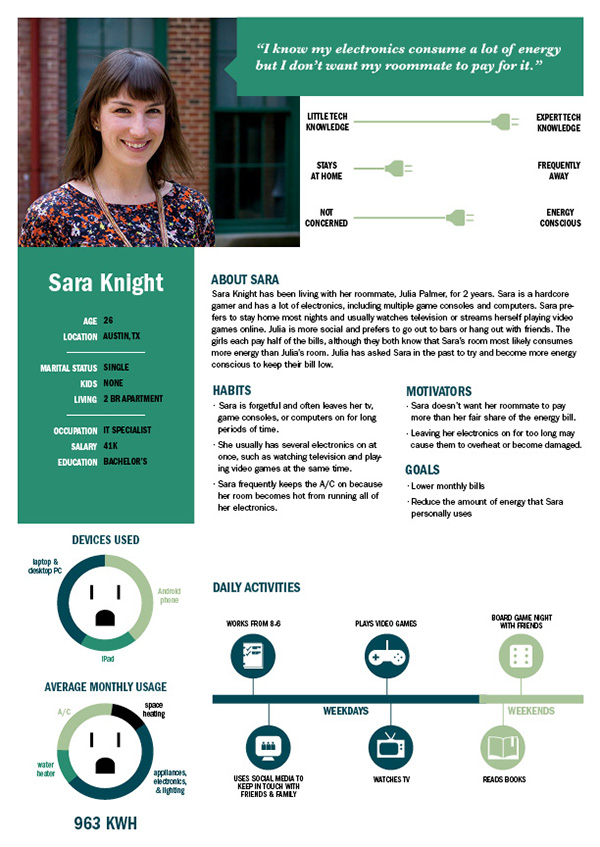 “I know my electronics consume a lot of energy
but I don’t want my roommate to pay for it.”
LITTLE TECH
KNOWLEDGE
EXPERT TECH
KNOWLEDGE
STAYS
AT HOME
FREQUENTLY
AWAY
NOT
CONCERNED
ENERGY
CONSCIOUS
Sara Knight
AGE 26
LOCATION AUSTIN, TX
MARITAL STATUS SINGLE
KIDS NONE
LIVING 2 BR APARTMENT
OCCUPATION IT SPECIALIST
SALARY 41K
EDUCATION BACHELOR'S
ABOUT SARA
Sara Knight has been living with her roommate, Julia Palmer, for 2 years. Sara is a hardcore
gamer and has a lot of electronics, including multiple game consoles and computers. Sara pre-
fers to stay home most nights and usually watches television or streams herself playing video
games online. Julia is more social and prefers to go out to bars or hang out with friends. The
girls each pay half of the bills, although they both know that Sara’s room most likely consumes
more energy than Julia’s room. Julia has asked Sara in the past to try and become more energy
conscious to keep their bill low.
HABITS
· Sara is forgetful and often leaves her tv,
game consoles, or computers on for long
periods of time.
· She usually has several electronics on at
once, such as watching television and play-
ing video games at the same time.
· Sara frequently keeps the A/C on because
her room becomes hot from running all of
her electronics.
MOTIVATORS
· Sara doesn’t want her roommate to pay
more than her fair share of the energy bill.
· Leaving her electronics on for too long may
cause them to overheat or become damaged.
GOALS
· Lower monthly bills
· Reduce the amount of energy that Sara
personally uses
DEVICES USED
laptop &
desktop PC
Android
phone
iPad
AVERAGE MONTHLY USAGE
A/C
space
heating
water
heater
appliances,
electronics,
& lighting
963 KWH
DAILY ACTIVITIES
WORKS FROM 8-6
PLAYS VIDEO GAMES
BOARD GAME NIGHT
WITH FRIENDS
WEEKDAYS
WEEKENDS
USES SOCIAL MEDIA TO
KEEP IN TOUCH WITH
FRIENDS & FAMILY
WATCHES TV
READS BOOKS